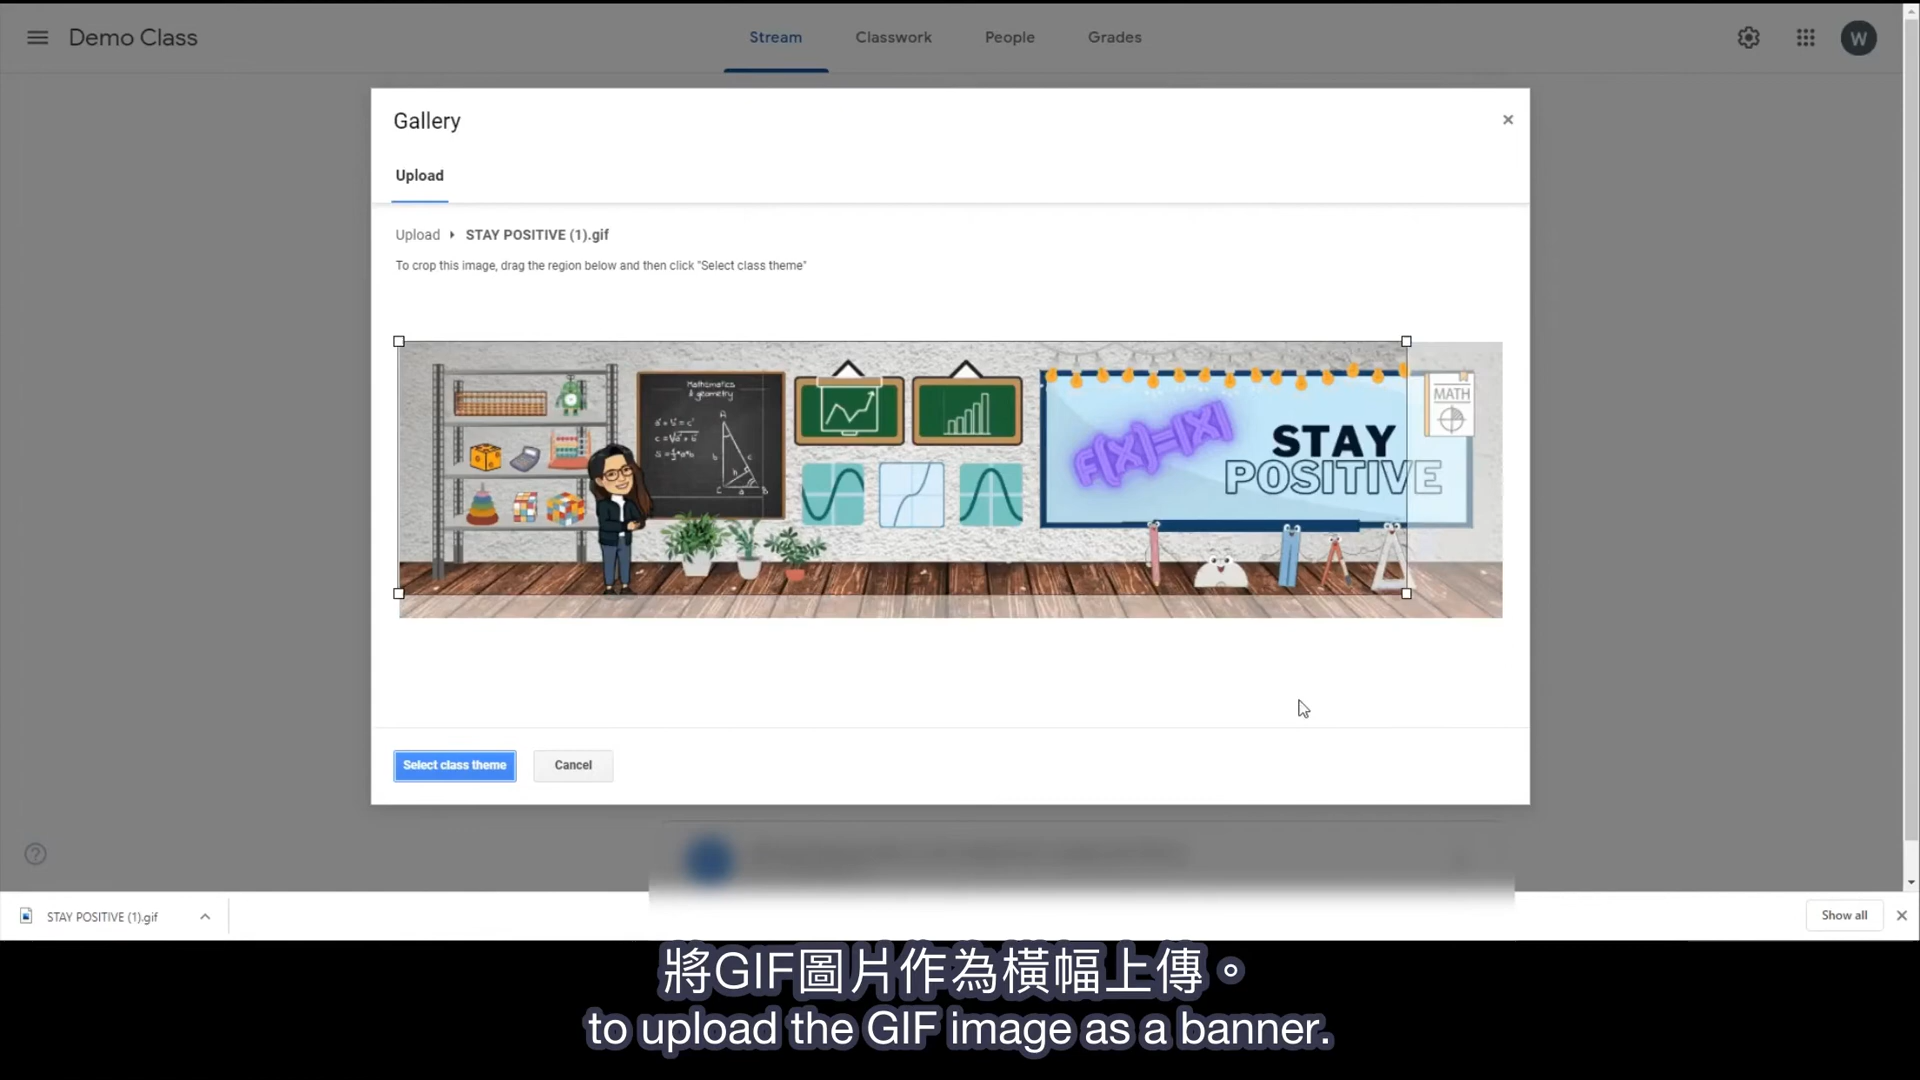 Demo Class
Stream
Classwork
People
Grades
W
Gallery
Upload
Upload
STAY POSITIVE (1).gif
To crop this image, drag the region below and then click "Select class theme"
Mathematics
& geometry
A
b
c
h
C
a
B
F(X)=|X|
STAY
POSITIVE
MATH
Select class theme
Cancel
STAY POSITIVE (1).gif
Show all
將GIF圖片作為橫幅上傳。
to upload the GIF image as a banner.